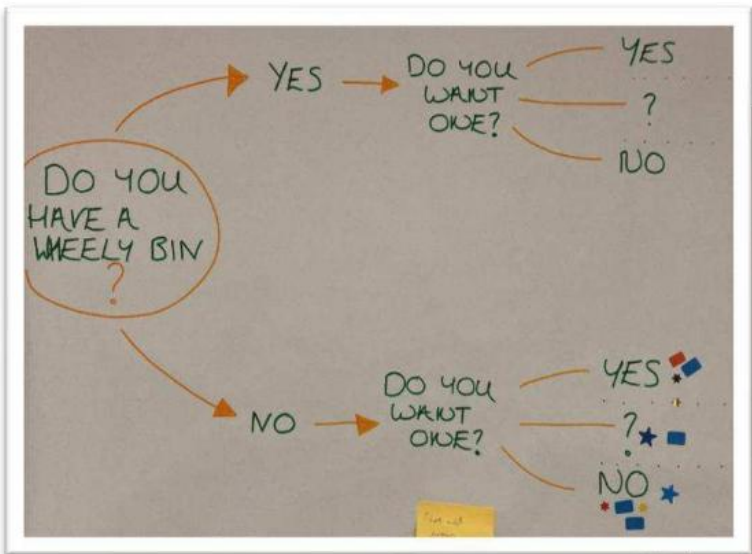 DO YOU
HAVE A
WHEELY BIN
?
YES
DO YOU
WANT
ONE?
YES
?
NO
NO
DO YOU
WANT
ONE?
YES
?
NO